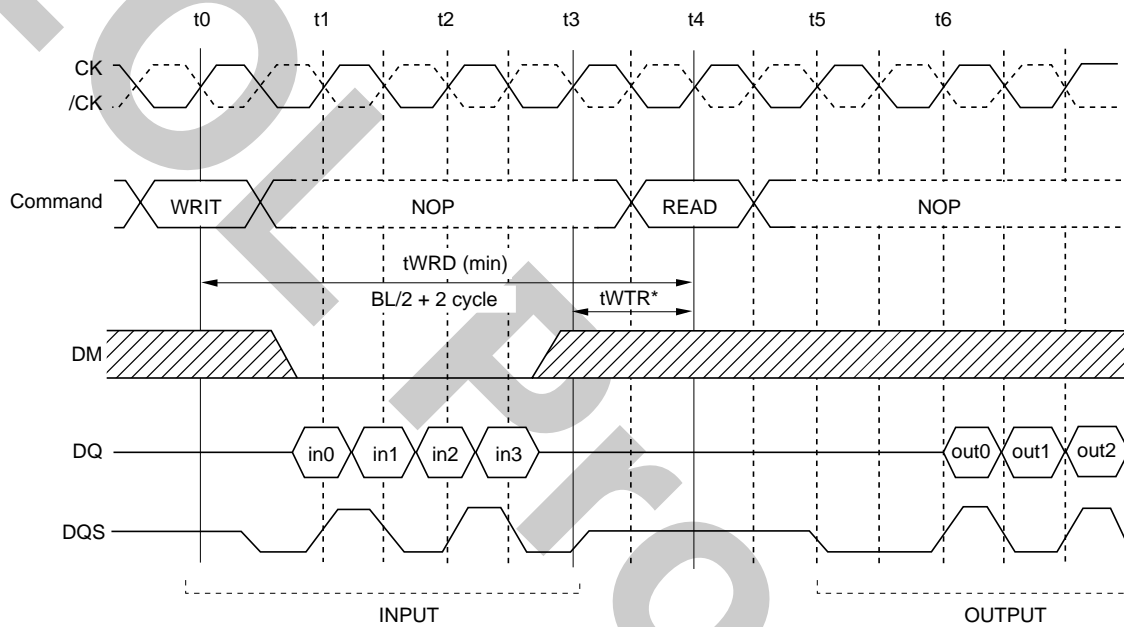 t0 t1 t2 t3 t4 t5 t6
CK
/CK
Command WRIT NOP READ NOP
tWRD (min)
BL/2 + 2 cycle tWTR*
DM
DQ in0 in1 in2 in3 out0 out1 out2
DQS
INPUT OUTPUT